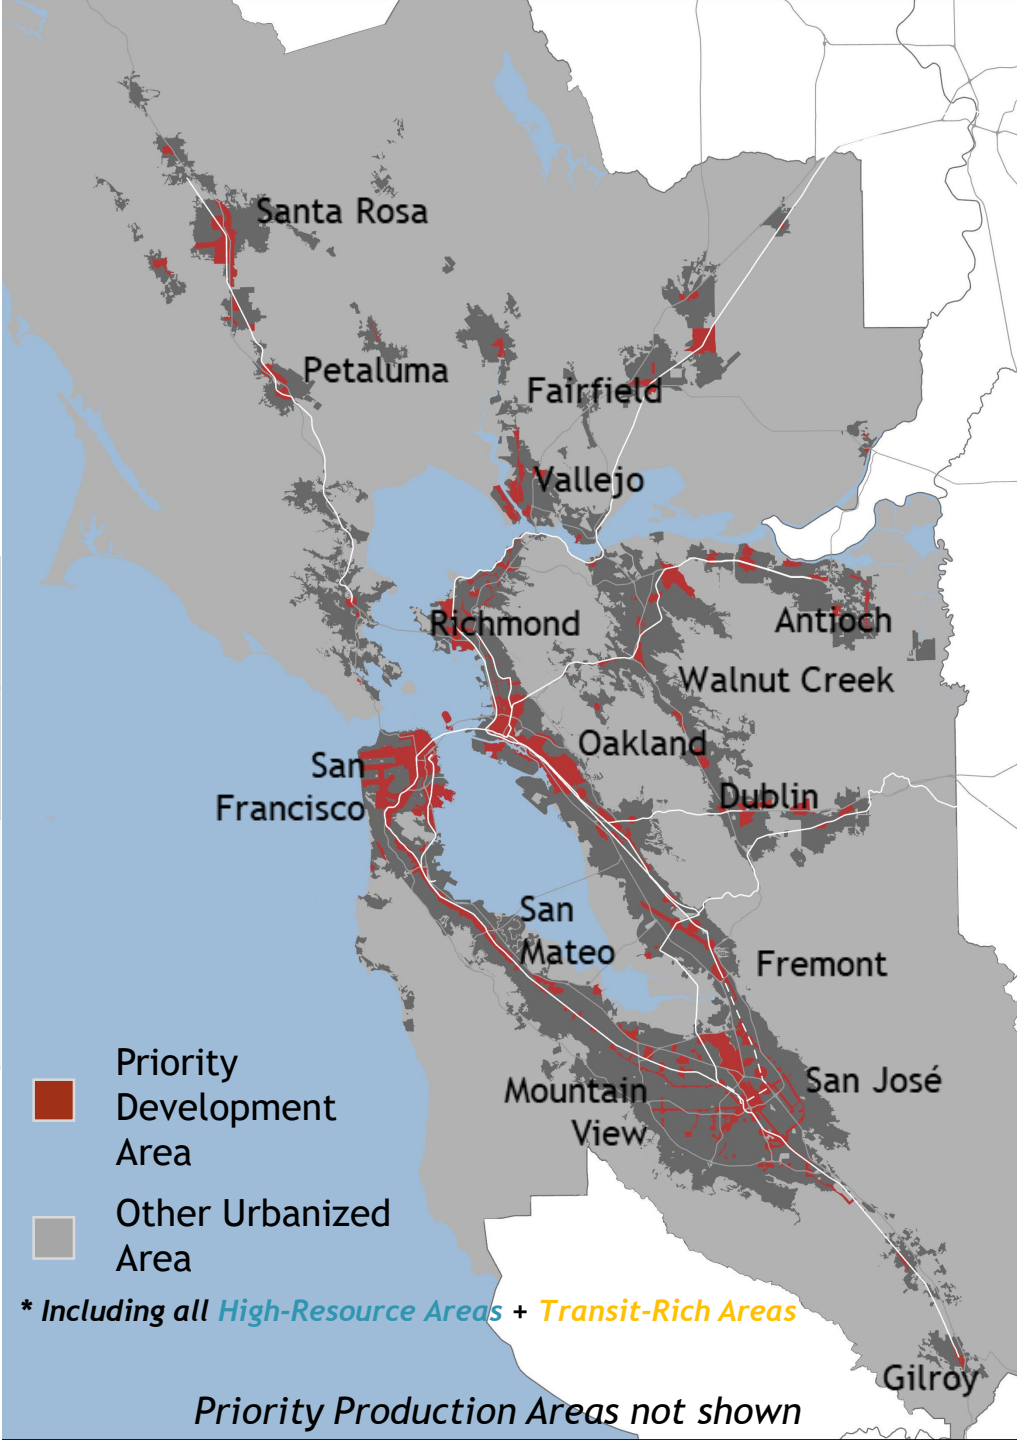 Santa Rosa
Petaluma
Fairfield
Vallejo
Richmond
Antioch
Walnut Creek
Oakland
San
Francisco
Dublin
San
Mateo
Fremont
Mountain
View
San José
Priority
Development
Area
Other Urbanized
Area
* Including all High-Resource Areas + Transit-Rich Areas
Gilroy
Priority Production Areas not shown